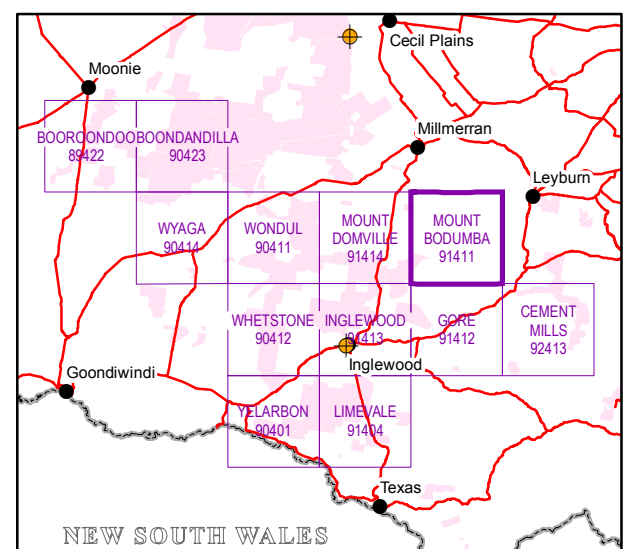 Cecil Plains
Moonie
Millmerran
BOOROONDOO
89422
BOONDANDILLA
90423
Leyburn
WYAGA
90414
WONDUL
90411
MOUNT
DOMVILLE
91414
MOUNT
BODUMBA
91411
WHETSTONE
90412
INGLEWOOD
91413
GORE
91412
CEMENT
MILLS
92413
Inglewood
Goondiwindi
YELARBON
90401
LIMEVALE
91404
Texas
NEW SOUTH WALES